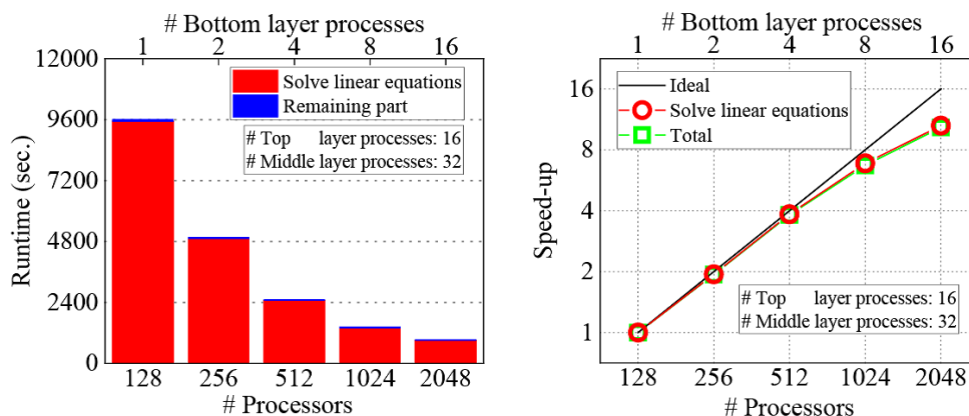 # Bottom layer processes
1 2 4 8 16
12000
9600
7200
4800
2400
0
Runtime (sec.)
Solve linear equations
Remaining part
# Top layer processes: 16
# Middle layer processes: 32
128 256 512 1024 2048
# Processors
# Bottom layer processes
1 2 4 8 16
16
8
4
2
1
Speed-up
Ideal
Solve linear equations
Total
# Top layer processes: 16
# Middle layer processes: 32
128 256 512 1024 2048
# Processors